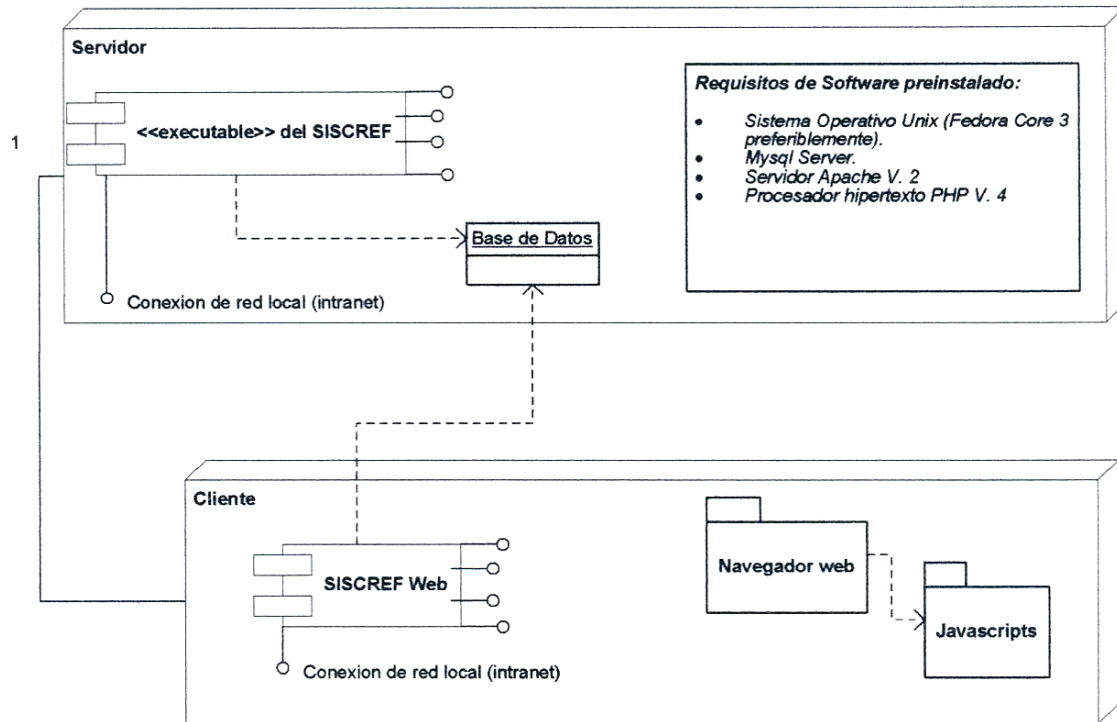 Servidor
<<executable>> del SISCREF
1
Base de Datos
Conexion de red local (intranet)
Requisitos de Software preinstalado:
• Sistema Operativo Unix (Fedora Core 3
preferiblemente).
• Mysql Server.
• Servidor Apache V. 2
• Procesador hipertexto PHP V. 4
Cliente
SISCREF Web
Conexion de red local (intranet)
Navegador web
Javascripts